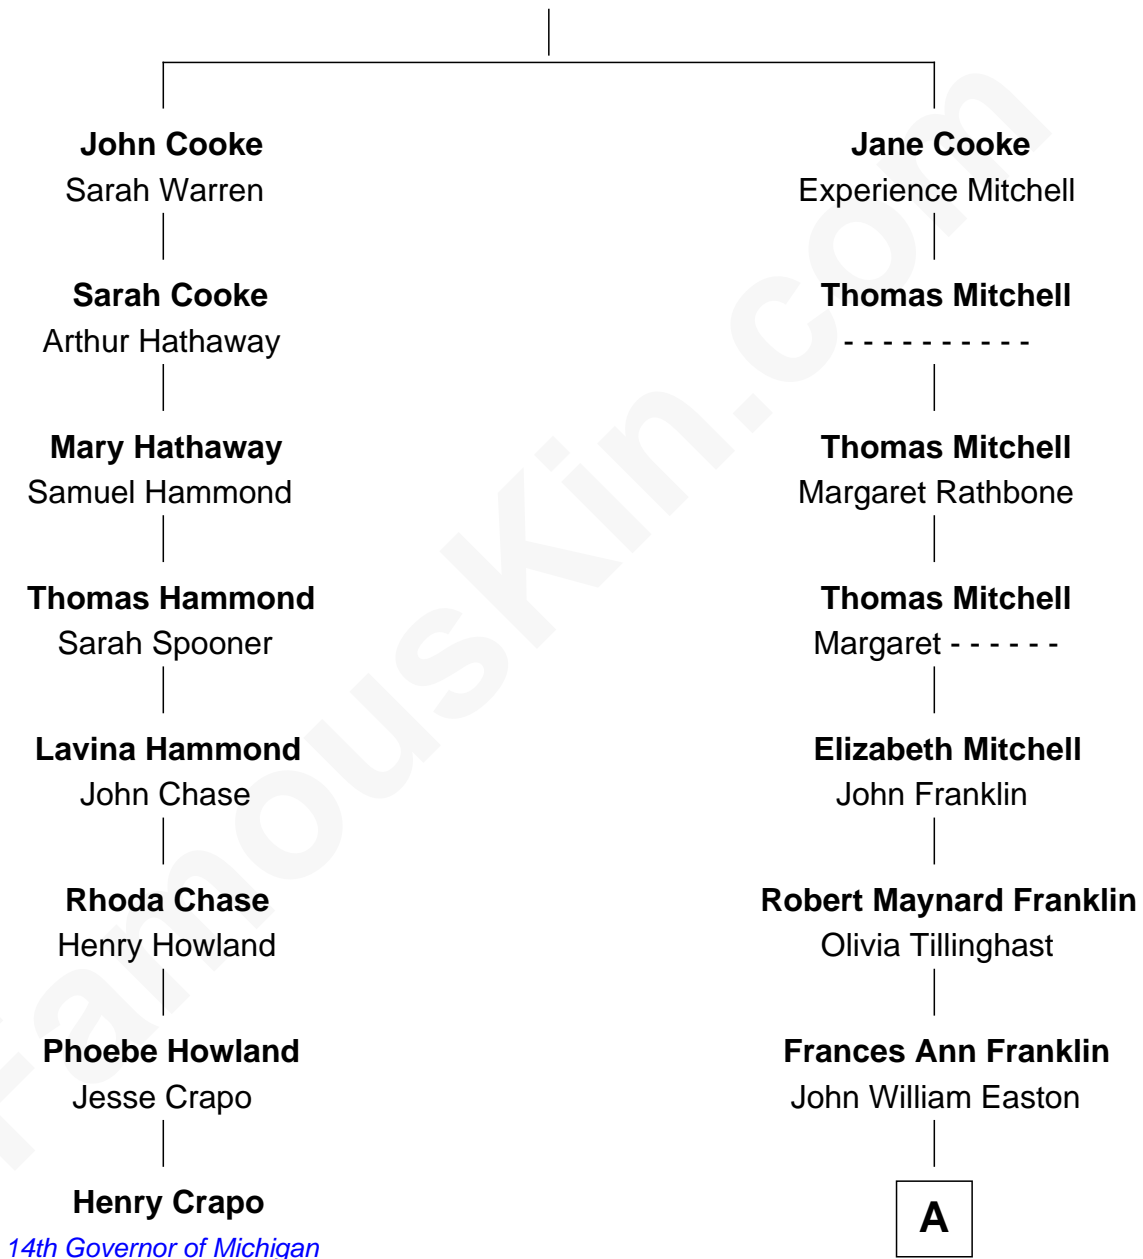 John Cooke
Sarah Warren
Sarah Cooke
Arthur Hathaway
Mary Hathaway
Samuel Hammond
Thomas Hammond
Sarah Spooner
Lavina Hammond
John Chase
Rhoda Chase
Henry Howland
Phoebe Howland
Jesse Crapo
Henry Crapo
14th Governor of Michigan
Jane Cooke
Experience Mitchell
Thomas Mitchell
- - - - - - - - - -
Thomas Mitchell
Margaret Rathbone
Thomas Mitchell
Margaret - - - - - -
Elizabeth Mitchell
John Franklin
Robert Maynard Franklin
Olivia Tillinghast
Frances Ann Franklin
John William Easton
A
FamousKin.com